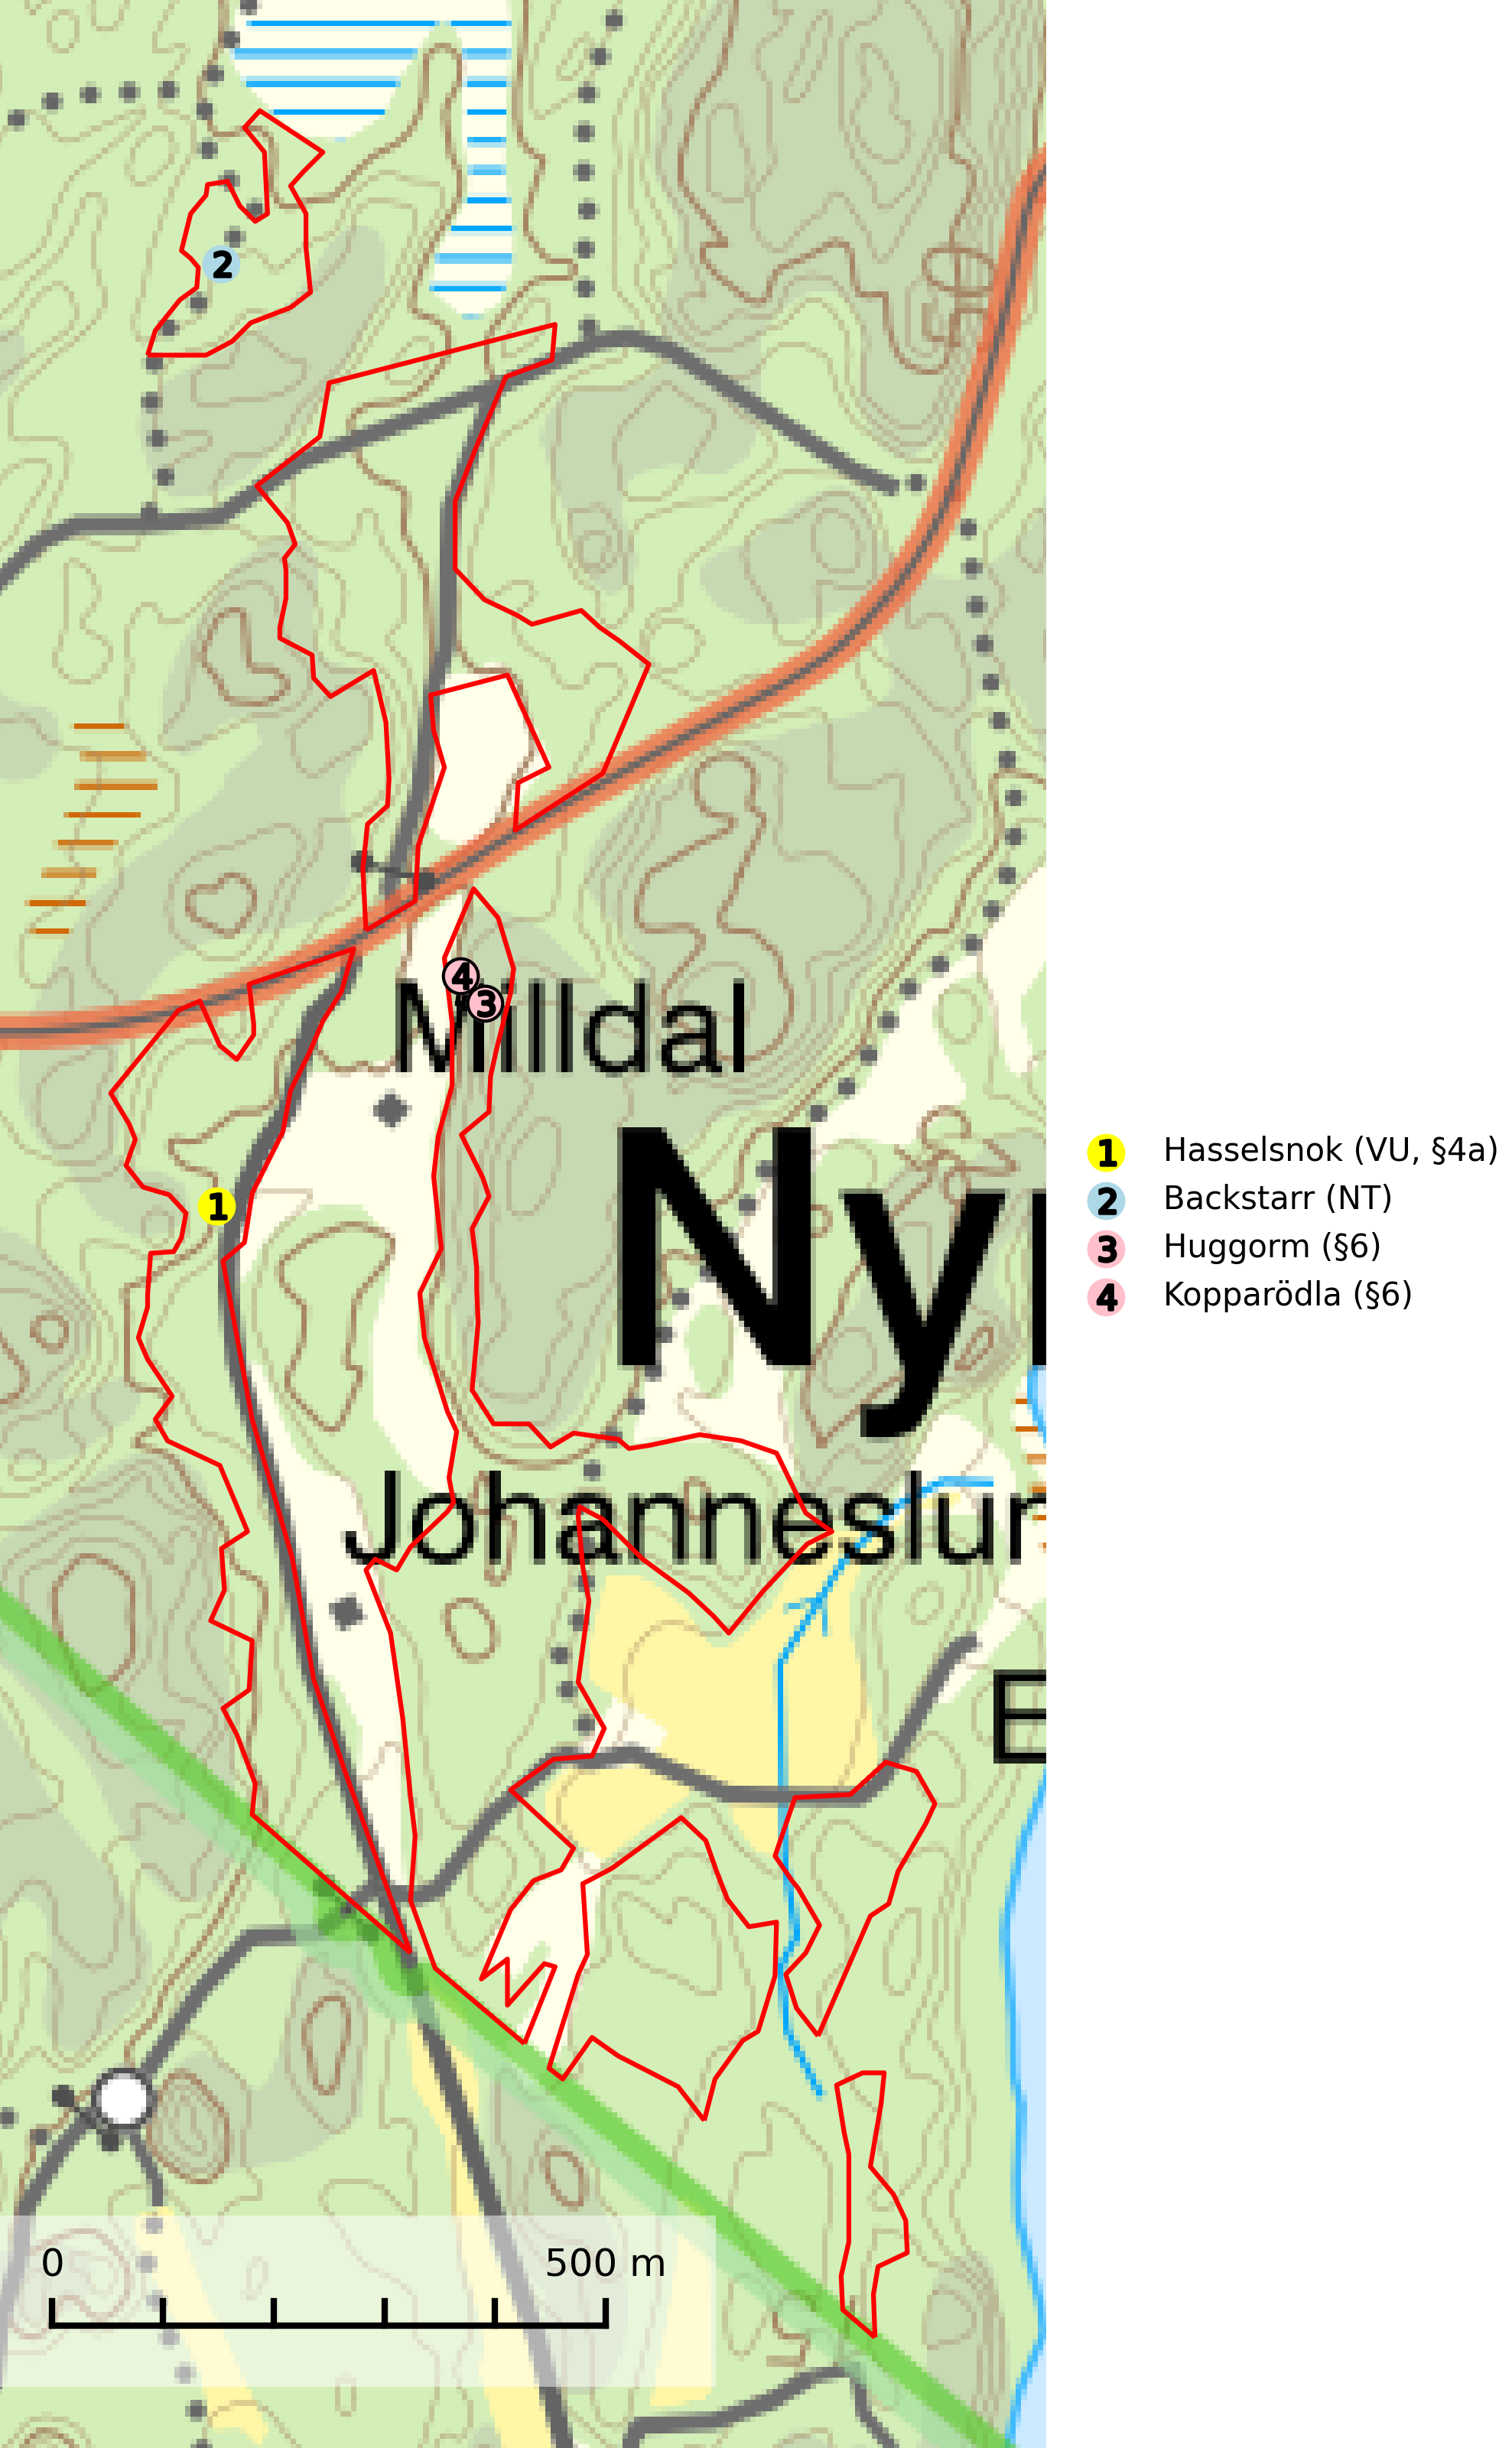 2
4
3
Milldal
Ny
1
Johanneslun
E
0 500 m
1 Hasselsnok (VU, §4a)
2 Backstarr (NT)
3 Huggorm (§6)
4 Kopparödla (§6)